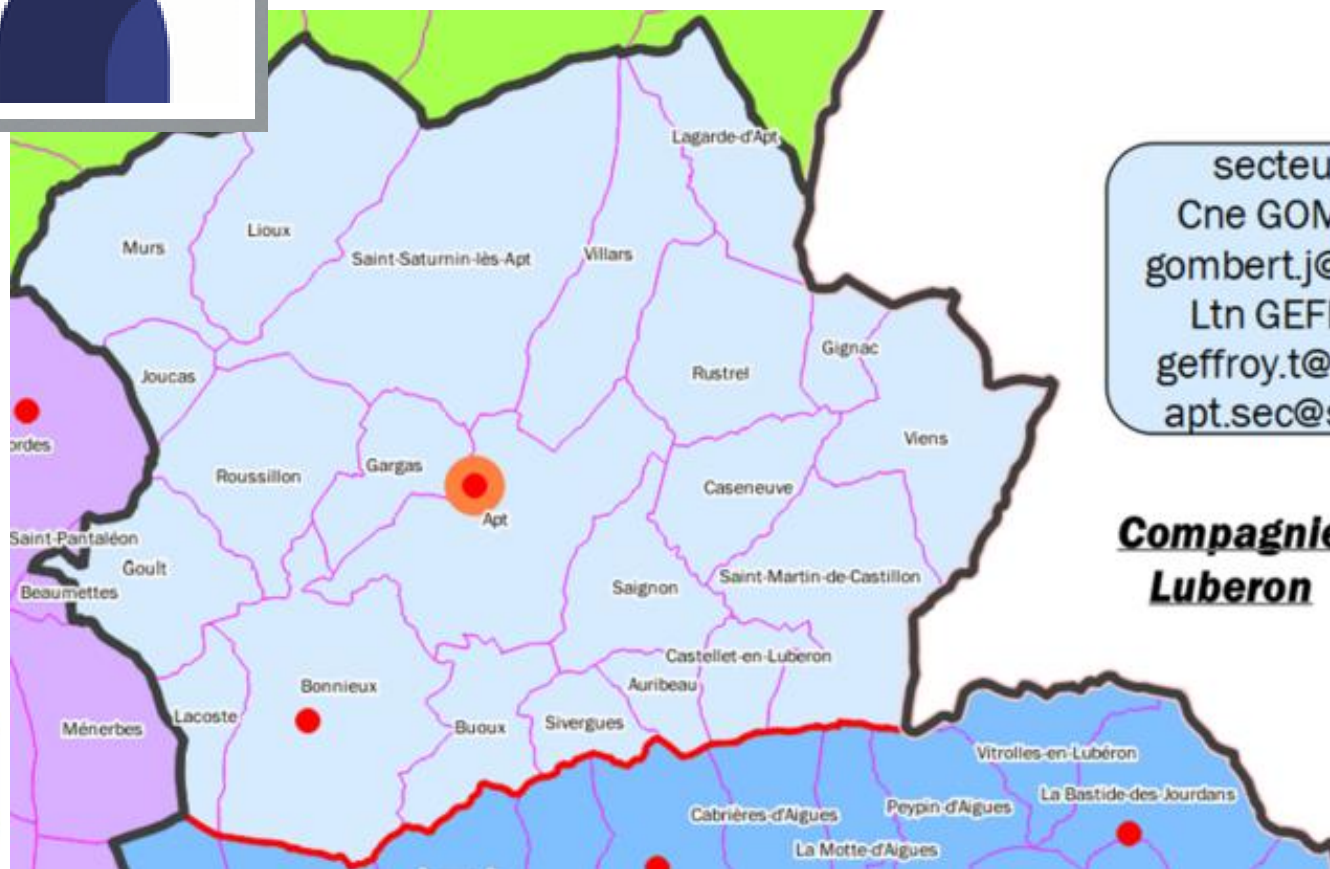 Lagarde-d'Apt
Murs
Lioux
Saint-Saturnin-lès-Apt
Villars
Joucas
Rustrel
Gignac
ordes
Roussillon
Gargas
Viens
Caseneuve
Apt
Saint-Pantaléon
Goult
Beaumettes
Saignon
Saint-Martin-de-Castillon
Castellet-en-Luberon
Bonnieux
Auribeau
Lacoste
Ménerbes
Buoux
Sivergues
Vitrolles-en-Lubéron
La Bastide-des-Jourdans
Peypin-d'Aigues
Cabrières-d'Aigues
La Motte-d'Aigues
secteu
Cne GOM
gombert.j@
Ltn GEF
geffroy.t@
apt.sec@s
Compagnie
Luberon